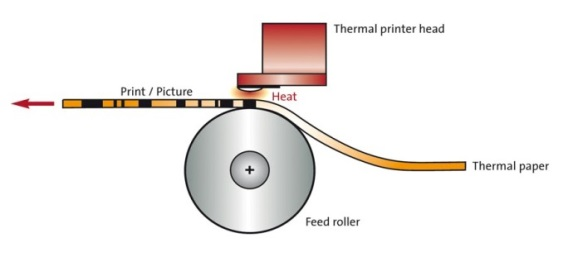 Thermal printer head
Print / Picture
Heat
Thermal paper
+
Feed roller